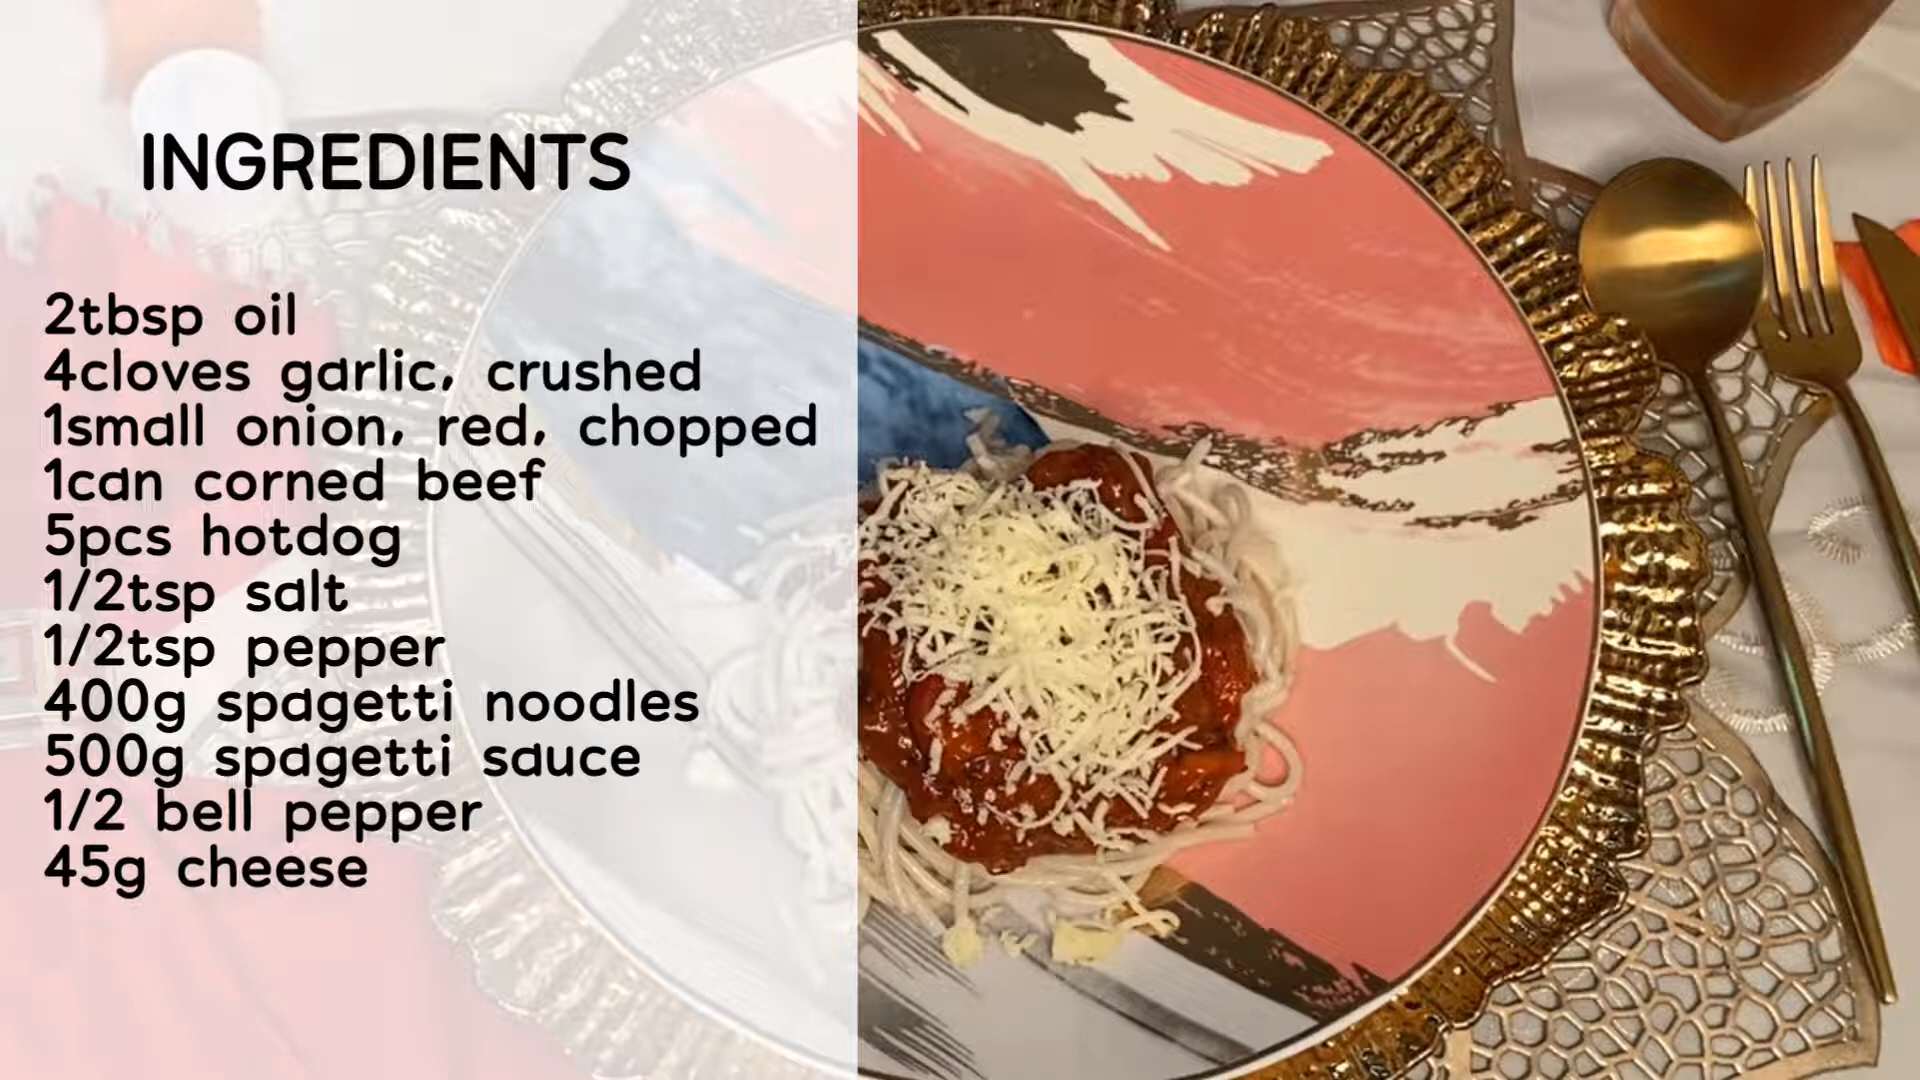 INGREDIENTS
2tbsp oil
4cloves garlic, crushed
1small onion, red, chopped
1can corned beef
5pcs hotdog
1/2tsp salt
1/2tsp pepper
400g spagetti noodles
500g spagetti sauce
1/2 bell pepper
45g cheese